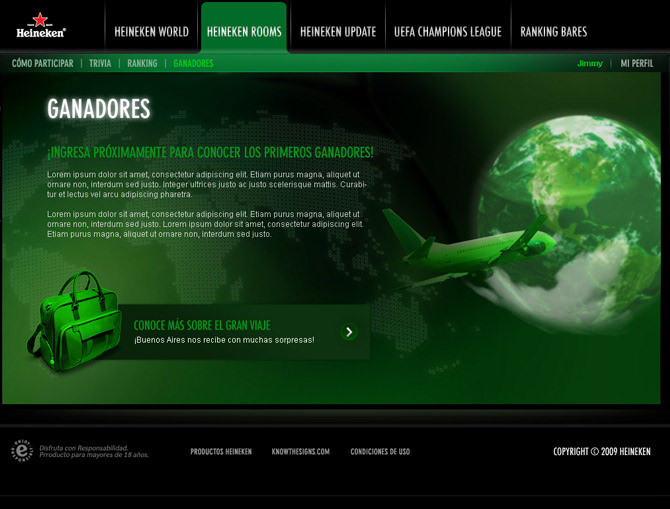 Heineken
HEINEKEN WORLD
HEINEKEN ROOMS
HEINEKEN UPDATE
UEFA CHAMPIONS LEAGUE
RANKING BARES
CÓMO PARTICIPAR | TRIVIA | RANKING | GANADORES
Jimmy | MI PERFIL
GANADORES
¡INGRESA PRÓXIMAMENTE PARA CONOCER LOS PRIMEROS GANADORES!
Lorem ipsum dolor sit amet, consectetur adipiscing elit. Etiam purus magna, aliquet ut
ornare non, interdum sed justo. Integer ultrices justo ac justo scelerisque mattis. Curabi-
tur et lectus vel arcu adipiscing pharetra.
Lorem ipsum dolor sit amet, consectetur adipiscing elit. Etiam purus magna, aliquet ut
ornare non, interdum sed justo. Lorem ipsum dolor sit amet, consectetur adipiscing elit.
Etiam purus magna, aliquet ut ornare non, interdum sed justo.
CONOCE MÁS SOBRE EL GRAN VIAJE
¡Buenos Aires nos recibe con muchas sorpresas!
Disfruta con Responsabilidad.
Prroducto para mayores de 18 años.
PRODUCTOS HEINEKEN
KNOWTHESIGNS.COM
CONDICIONES DE USO
COPYRIGHT © 2009 HEINEKEN